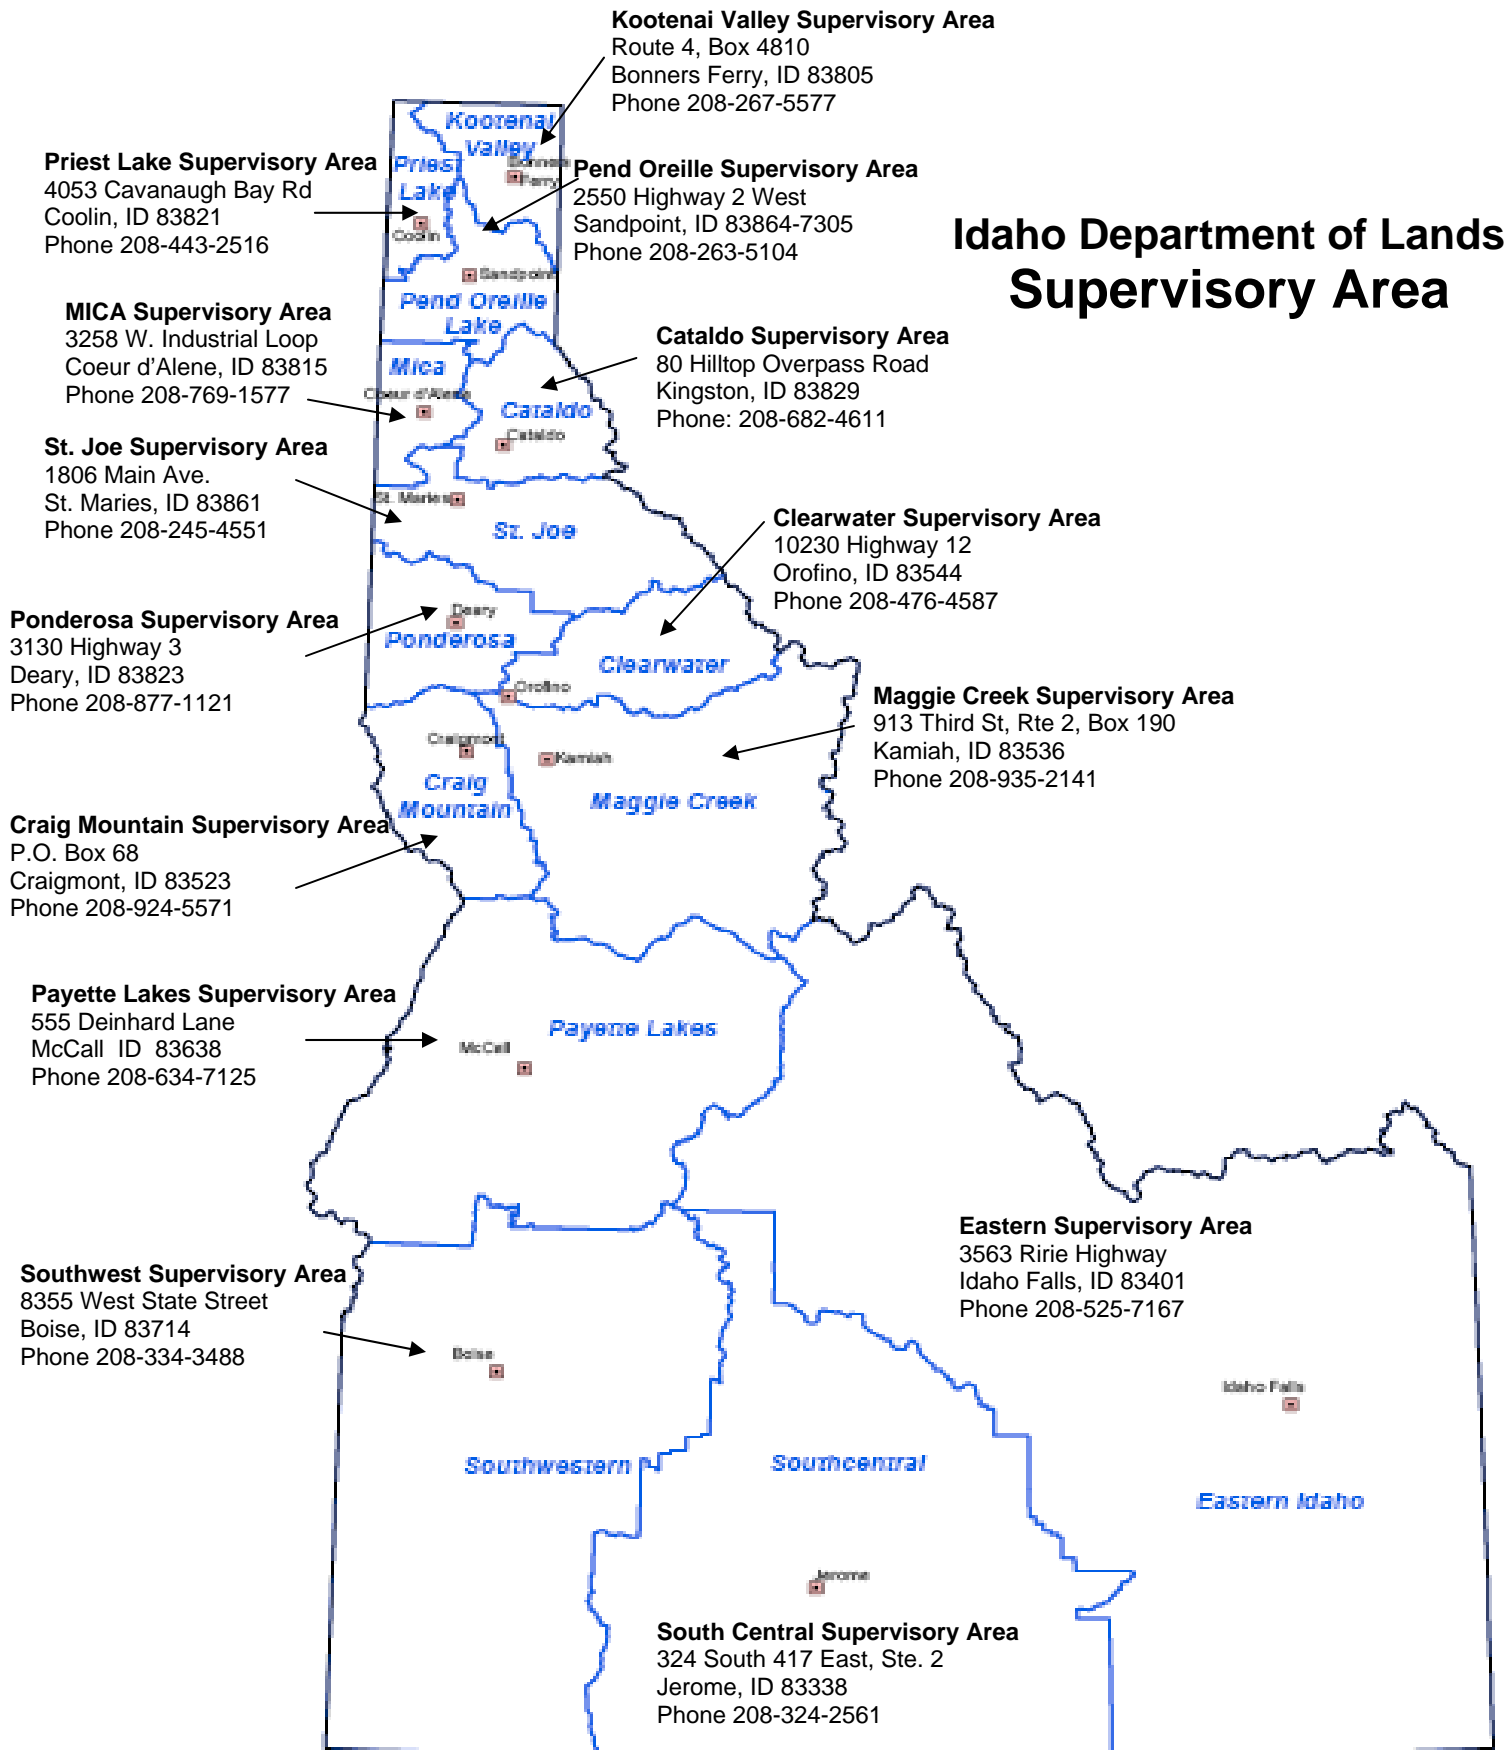 Kootenai Valley Supervisory Area
Route 4, Box 4810
Bonners Ferry, ID 83805
Phone 208-267-5577
Priest Lake Supervisory Area
4053 Cavanaugh Bay Rd
Coolin, ID 83821
Phone 208-443-2516
Pend Oreille Supervisory Area
2550 Highway 2 West
Sandpoint, ID 83864-7305
Phone 208-263-5104
Idaho Department of Lands
Supervisory Area
MICA Supervisory Area
3258 W. Industrial Loop
Coeur d'Alene, ID 83815
Phone 208-769-1577
Cataldo Supervisory Area
80 Hilltop Overpass Road
Kingston, ID 83829
Phone: 208-682-4611
St. Joe Supervisory Area
1806 Main Ave.
St. Maries, ID 83861
Phone 208-245-4551
Clearwater Supervisory Area
10230 Highway 12
Orofino, ID 83544
Phone 208-476-4587
Ponderosa Supervisory Area
3130 Highway 3
Deary, ID 83823
Phone 208-877-1121
Maggie Creek Supervisory Area
913 Third St, Rte 2, Box 190
Kamiah, ID 83536
Phone 208-935-2141
Craig Mountain Supervisory Area
P.O. Box 68
Craigmont, ID 83523
Phone 208-924-5571
Payette Lakes Supervisory Area
555 Deinhard Lane
McCall ID 83638
Phone 208-634-7125
Eastern Supervisory Area
3563 Ririe Highway
Idaho Falls, ID 83401
Phone 208-525-7167
Southwest Supervisory Area
8355 West State Street
Boise, ID 83714
Phone 208-334-3488
South Central Supervisory Area
324 South 417 East, Ste. 2
Jerome, ID 83338
Phone 208-324-2561
Kootenai
Valley
Bonners
Ferry
Priest
Lake
Coolin
Sandpoint
Pend Oreille
Lake
Mica
Coeur d'Alene
Cataldo
Cataldo
St. Maries
St. Joe
Deary
Ponderosa
Clearwater
Orofino
Craigmont
Kamiah
Craig
Mountain
Maggie Creek
Payette Lakes
McCall
Boise
Idaho Falls
Southwestern
Southcentral
Eastern Idaho
Jerome